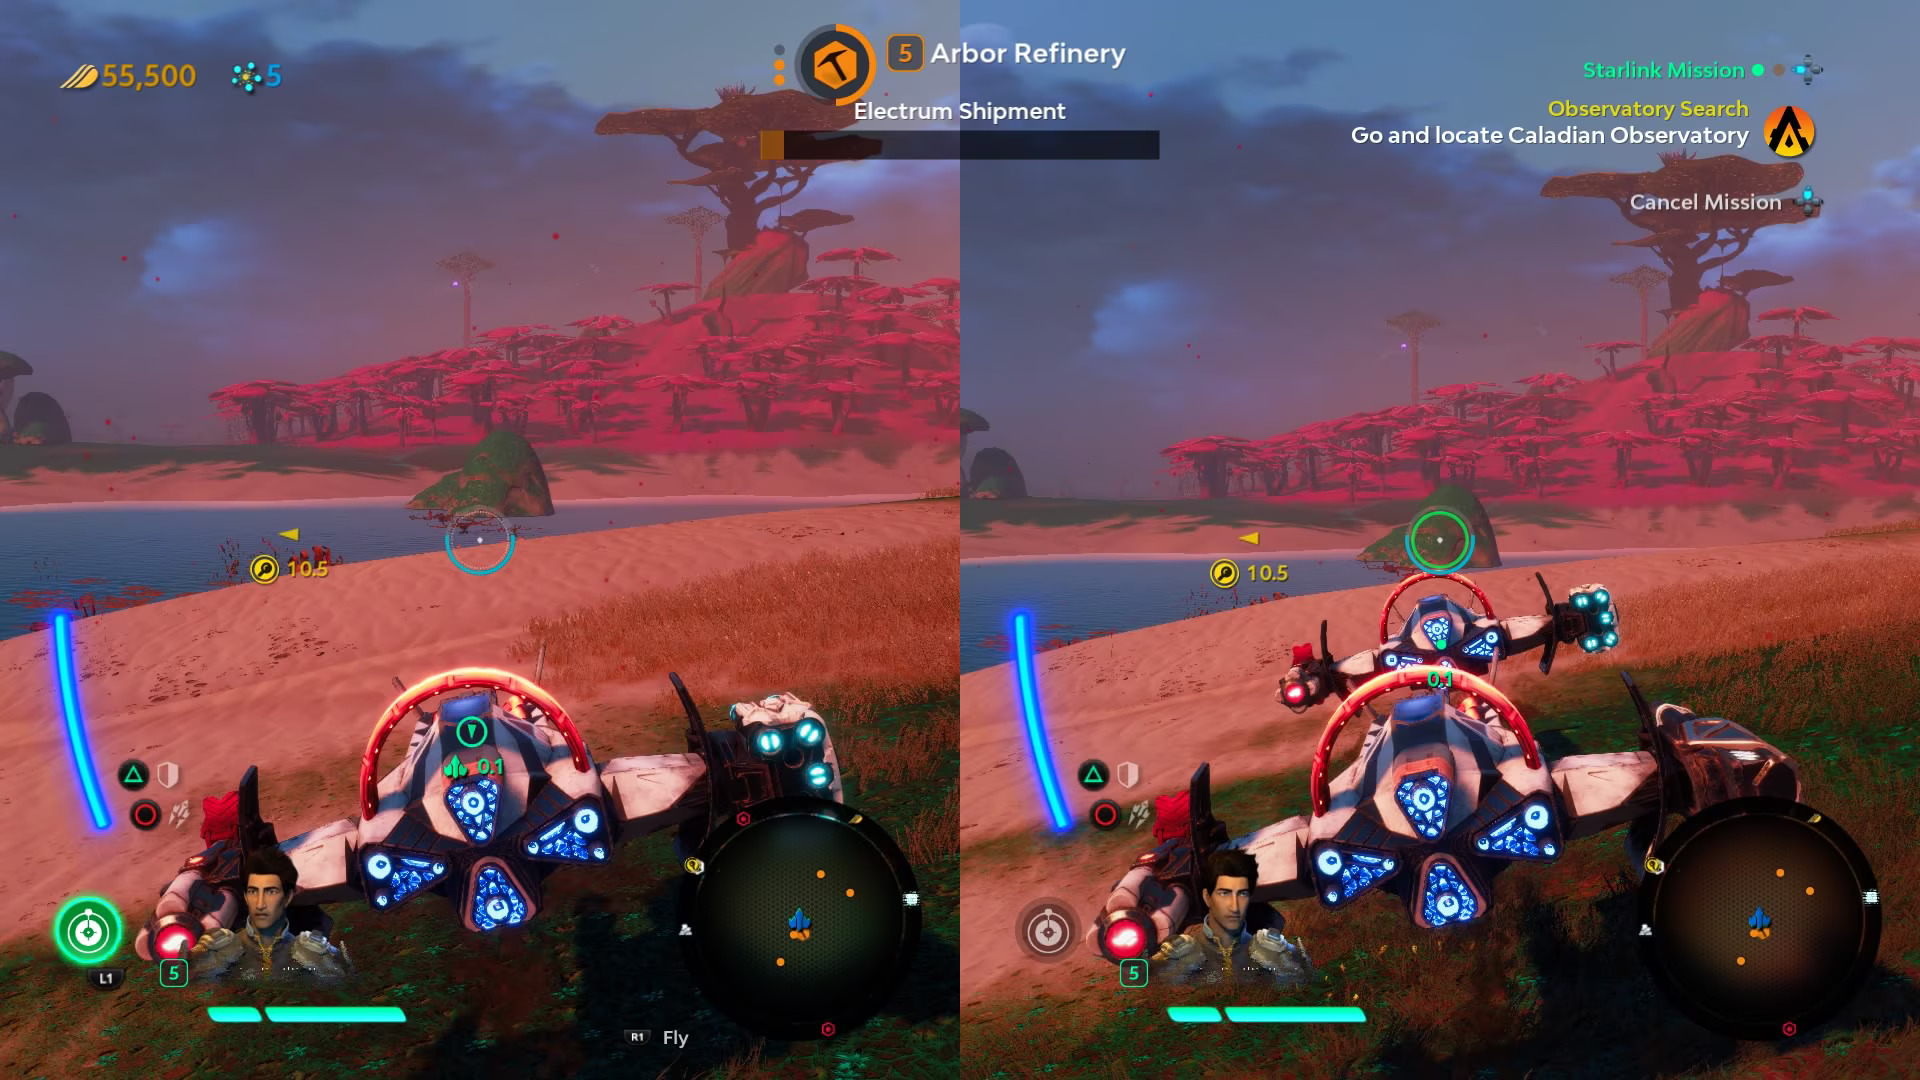 55,500
5
5 Arbor Refinery
Electrum Shipment
Starlink Mission
Observatory Search
Go and locate Caladian Observatory
Cancel Mission
10.5
10.5
0.1
0.1
L1
5
5
R1 Fly